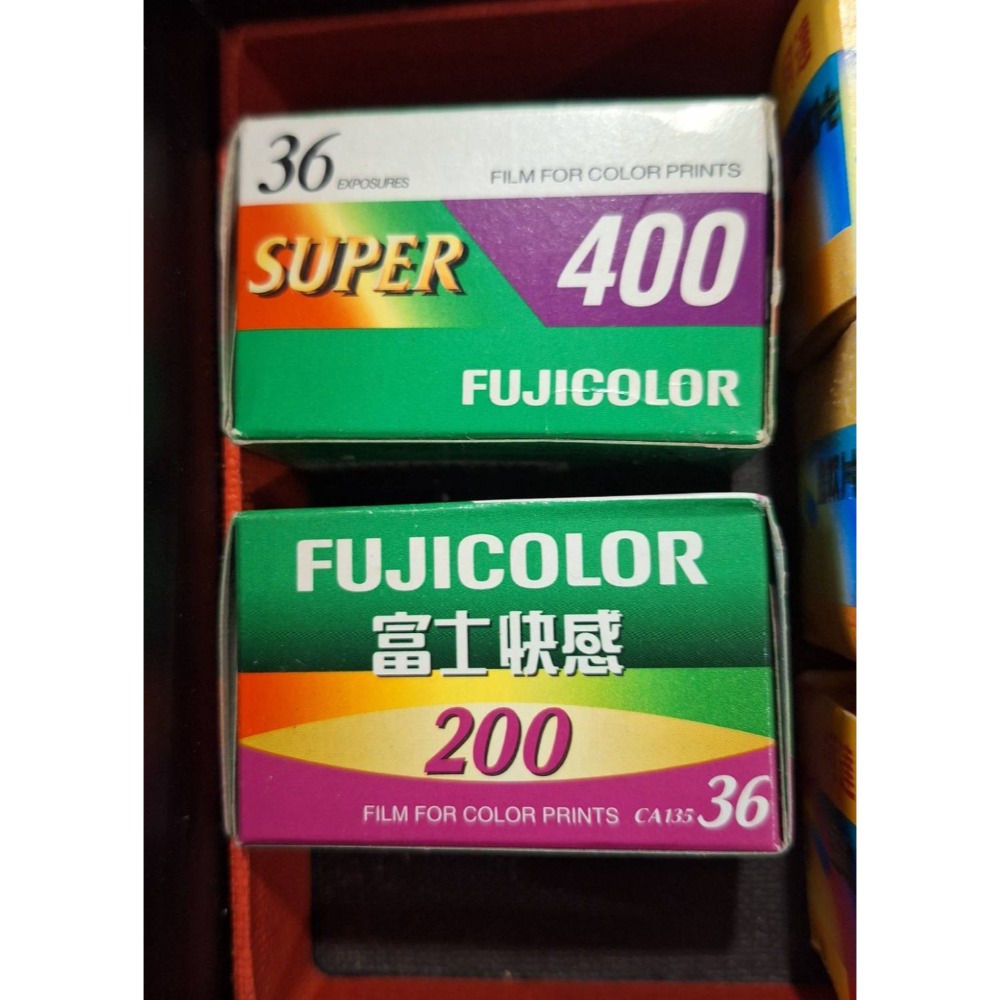 36 EXPOSURES FILM FOR COLOR PRINTS
SUPER 400
FUJICOLOR
FUJICOLOR
富士快感
200
FILM FOR COLOR PRINTS CA135 36